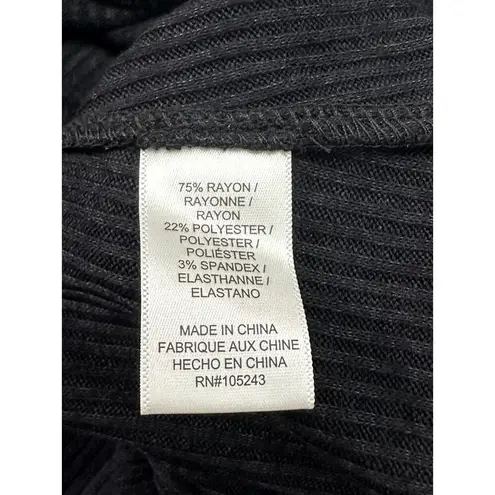 75% RAYON /
RAYONNE /
RAYON
22% POLYESTER /
POLYESTER /
POLIÉSTER
3% SPANDEX /
ELASTHANNE /
ELASTANO
MADE IN CHINA
FABRIQUE AUX CHINE
HECHO EN CHINA
RN#105243